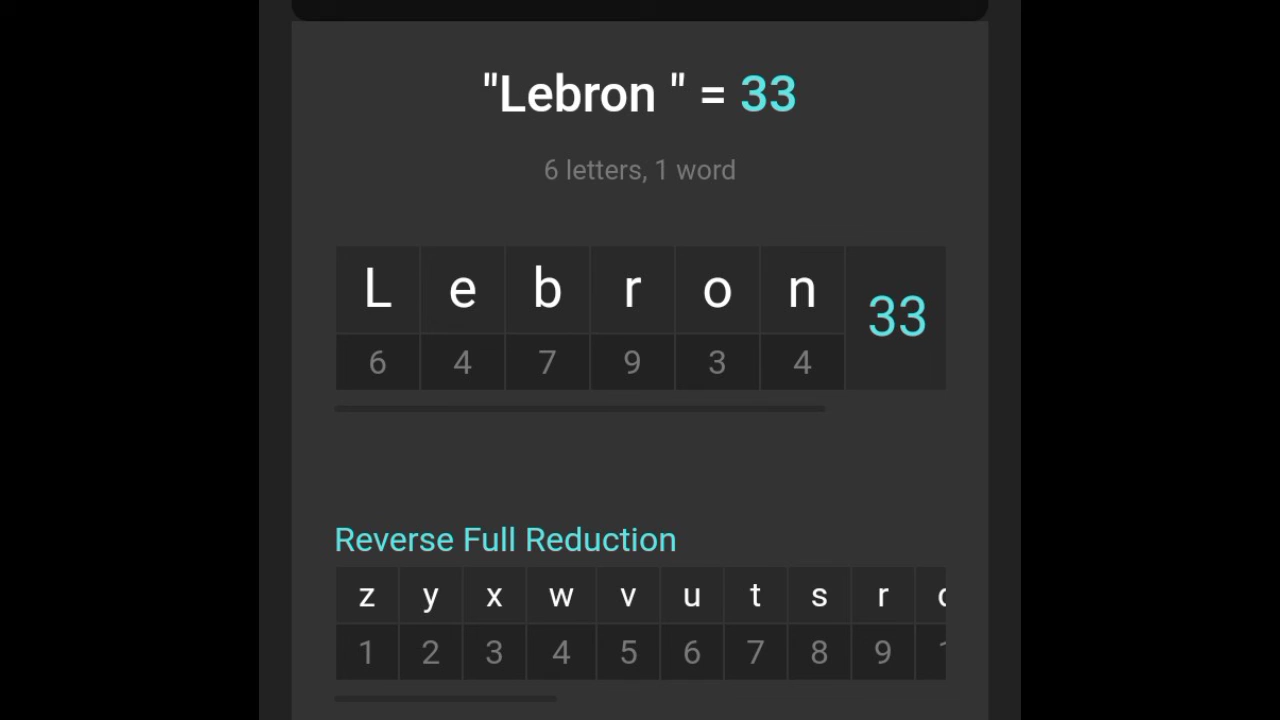 "Lebron " = 33
6 letters, 1 word
L e b r o n 33
6 4 7 9 3 4
Reverse Full Reduction
z y x w v u t s r
1 2 3 4 5 6 7 8 9